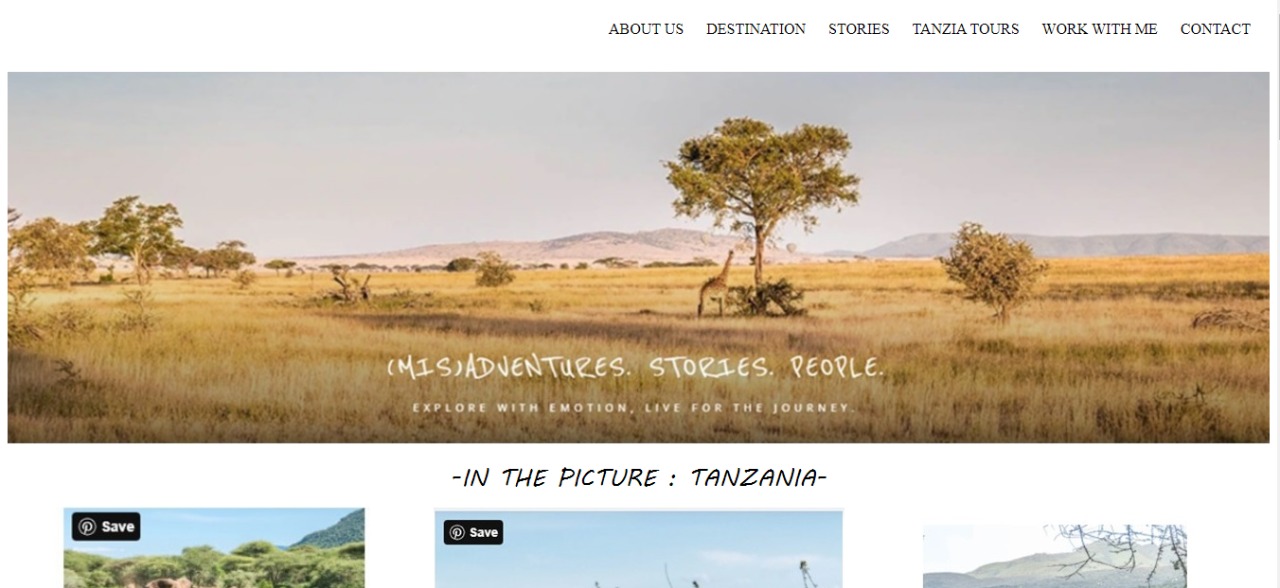 ABOUT US DESTINATION STORIES TANZIA TOURS WORK WITH ME CONTACT
(MIS)ADVENTURES. STORIES. PEOPLE.
EXPLORE WITH EMOTION, LIVE FOR THE JOURNEY.
-IN THE PICTURE : TANZANIA-
Save
Save